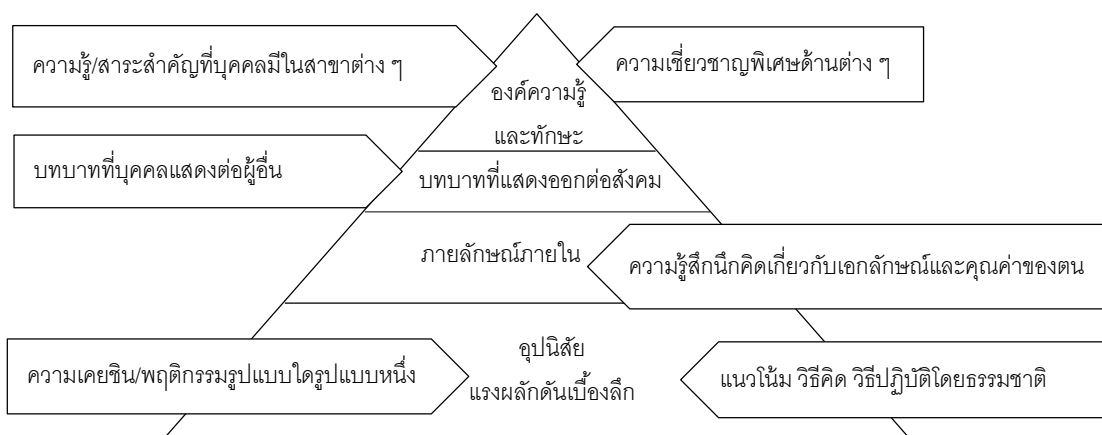 ความรู้/สาระสำคัญที่บุคคลมีในสาขาต่าง ๆ
ความเชี่ยวชาญพิเศษด้านต่าง ๆ
องค์ความรู้
และทักษะ
บทบาทที่บุคคลแสดงต่อผู้อื่น
บทบาทที่แสดงออกต่อสังคม
ภายลักษณ์ภายใน
ความรู้สึกนึกคิดเกี่ยวกับเอกลักษณ์และคุณค่าของตน
อุปนิสัย
แรงผลักดันเบื้องลึก
ความเคยชิน/พฤติกรรมรูปแบบใดรูปแบบหนึ่ง
แนวโน้ม วิธีคิด วิธีปฏิบัติโดยธรรมชาติ